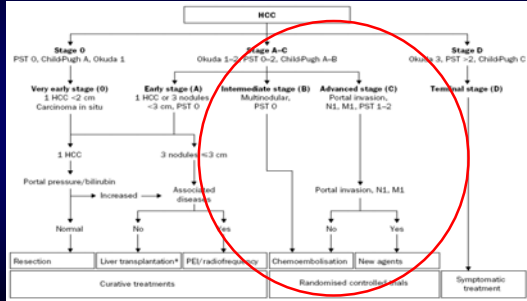 HCC
Stage 0
PST 0, Child-Pugh A, Okuda 1
Stage A–C
Okuda 1–2, PST 0–2, Child-Pugh A–B
Stage D
Okuda 3, PST >2, Child-Pugh C
Very early stage (0)
1 HCC <2 cm
Carcinoma in situ
Early stage (A)
1 HCC or 3 nodules
<3 cm, PST 0
Intermediate stage (B)
Multinodular,
PST 0
Advanced stage (C)
Portal invasion,
N1, M1, PST 1–2
Terminal stage (D)
1 HCC
3 nodules ≤3 cm
Portal pressure/bilirubin
Increased
Associated
diseases
Portal invasion, N1, M1
Normal
No
Yes
No
Yes
Resection
Liver transplantation*
PEI/radiofrequency
Chemoembolisation
New agents
Curative treatments
Randomised controlled trials
Symptomatic
treatment